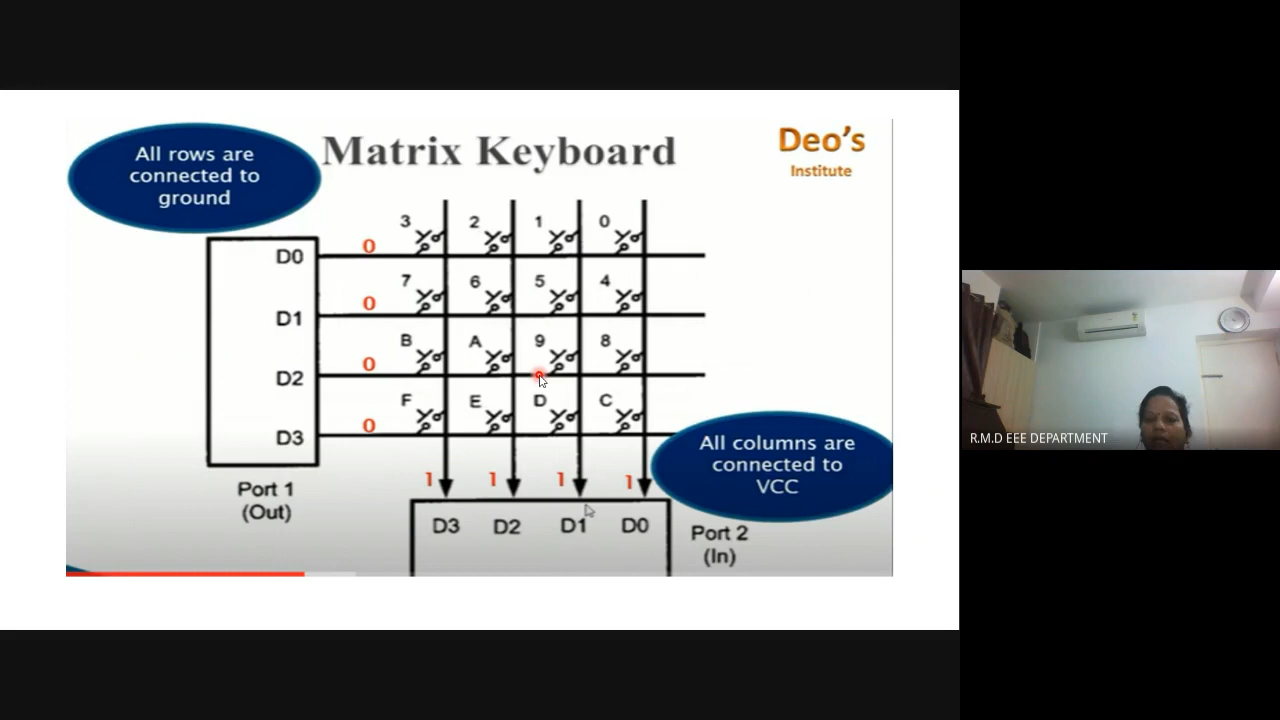 All rows are
connected to
ground
Matrix Keyboard
Deo's
Institute
3 2 1 0
D0 0
7 6 5 4
D1 0
B A 9 8
D2 0
F E D C
D3 0
All columns are
connected to
VCC
1 1 1 1
Port 1
(Out)
D3 D2 D1 D0
Port 2
(In)
R.M.D EEE DEPARTMENT